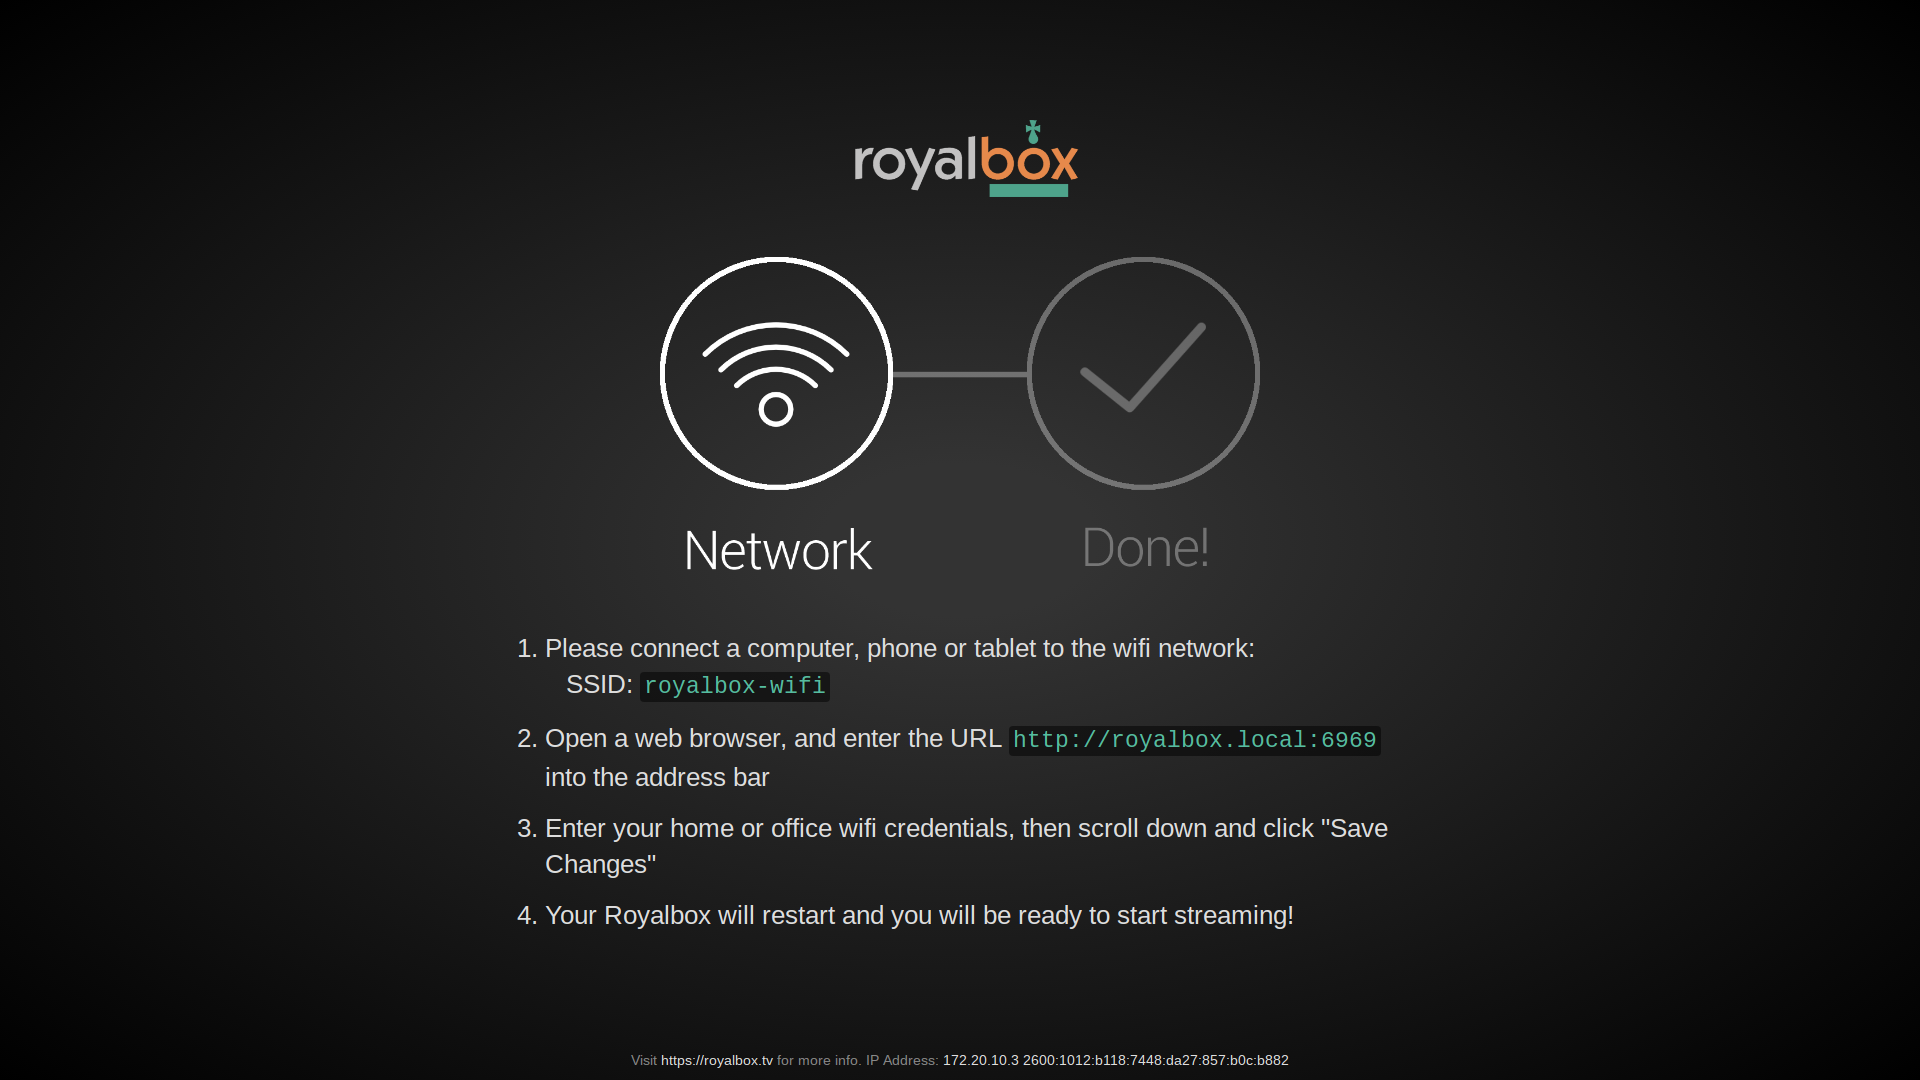 royalbox
Network
Done!
1. Please connect a computer, phone or tablet to the wifi network:
SSID: royalbox-wifi
2. Open a web browser, and enter the URL http://royalbox.local:6969
into the address bar
3. Enter your home or office wifi credentials, then scroll down and click "Save
Changes"
4. Your Royalbox will restart and you will be ready to start streaming!
Visit https://royalbox.tv for more info. IP Address: 172.20.10.3 2600:1012:b118:7448:da27:857:b0c:b882